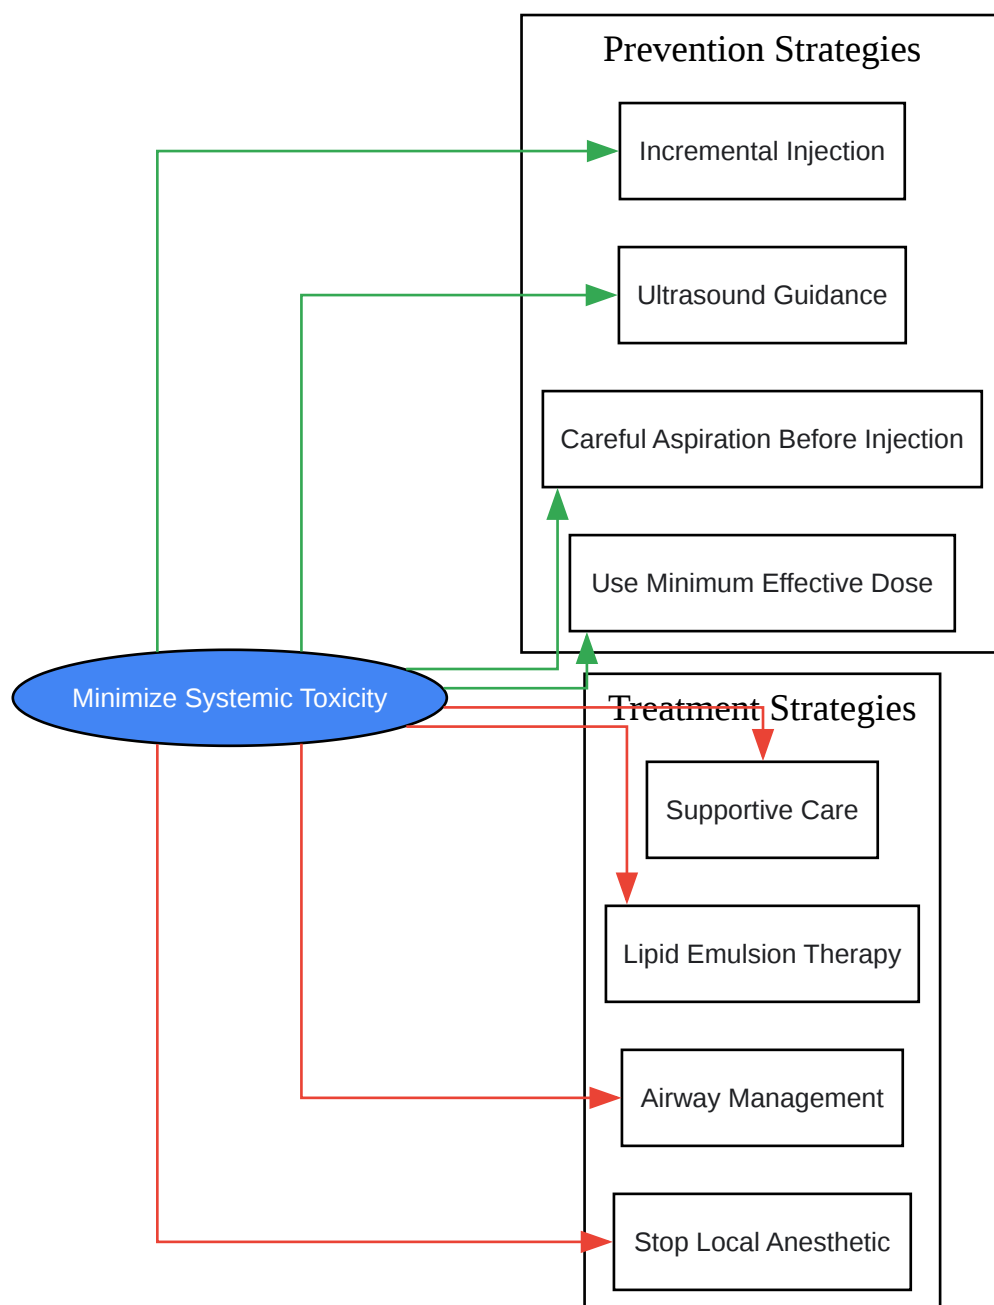 Prevention Strategies
Incremental Injection
Ultrasound Guidance
Careful Aspiration Before Injection
Use Minimum Effective Dose
Minimize Systemic Toxicity
Treatment Strategies
Supportive Care
Lipid Emulsion Therapy
Airway Management
Stop Local Anesthetic